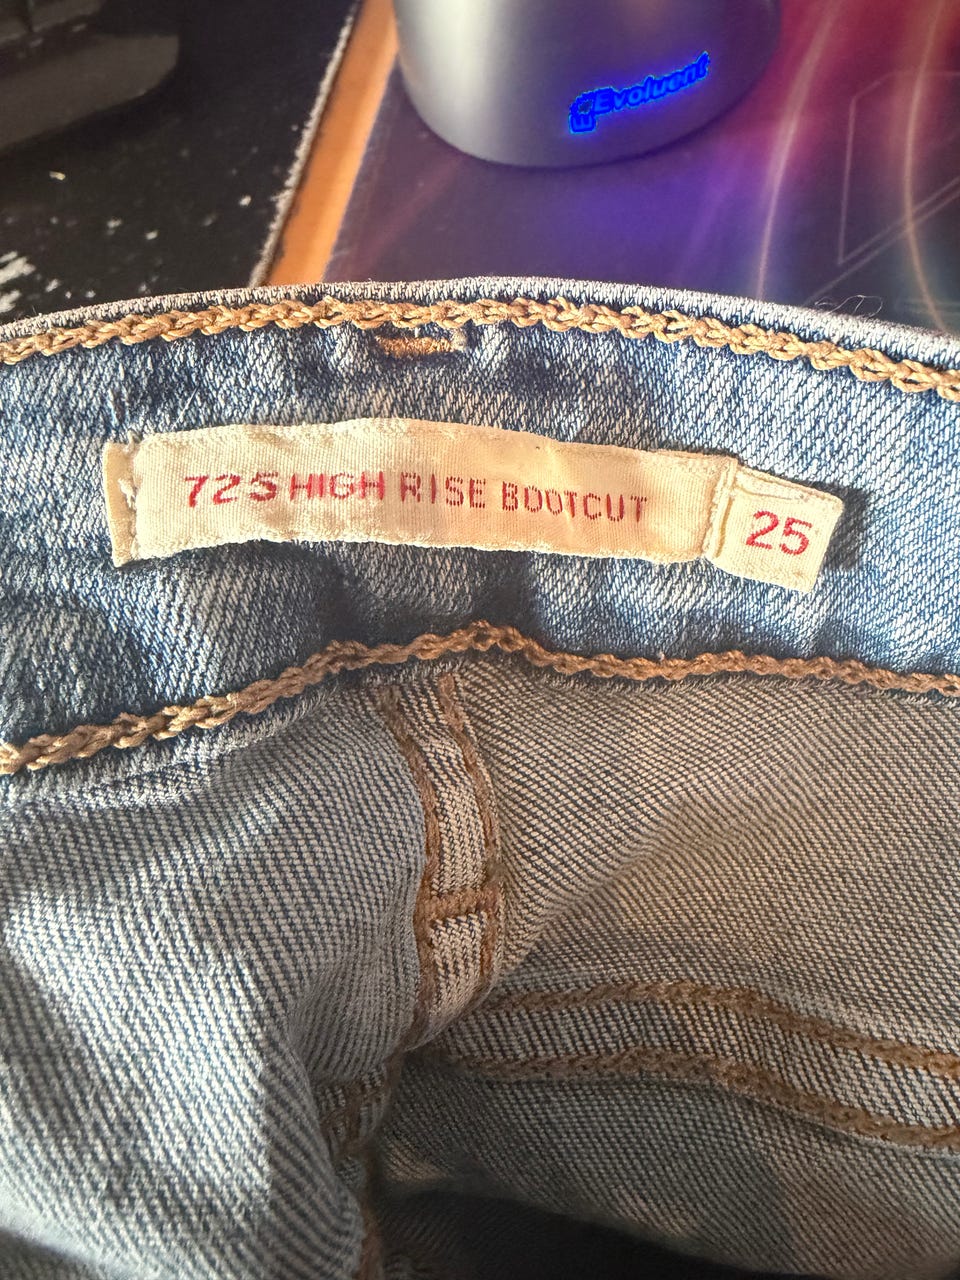 Evoluent
725 HIGH RISE BOOTCUT
25